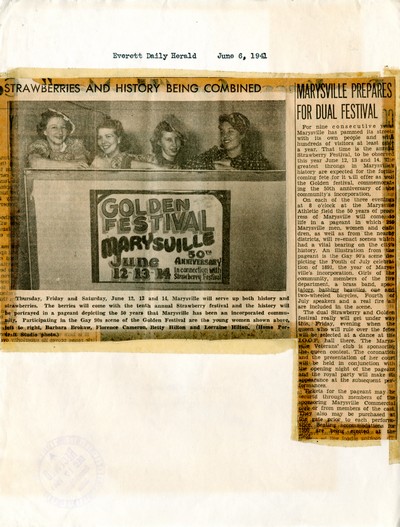 Everett Daily Herald June 6, 1941
STRAWBERRIES AND HISTORY BEING COMBINED
GOLDEN
FESTIVAL
MARYSVILLE
June
12-13-14
50th
ANNIVERSARY
In connection with
Strawberry Festival
Thursday, Friday and Saturday, June 12, 13 and 14, Marysville will serve up both history and
strawberries. The berries will come with the tenth annual Strawberry festival and the history will
be portrayed in a pageant depicting the 50 years that Marysville has been an incorporated commu-
nity. Participating in the Gay 90s scene of the Golden Festival are the young women shown above,
left to right, Barbara Brokaw, Florence Cameron, Betty Hilton and Lorraine Hilton.
MARYSVILLE PREPARES
FOR DUAL FESTIVAL
For nine consecutive
Marysville has jammed its streets
with its own people and
hundreds of visitors at least
a year. That time is the annual
Strawberry Festival, to be observed
this year June 12, 13 and 14. The
greatest throngs in Marysville
history are expected for the forth-
coming fete for it will offer as well
the Golden festival, commemorat-
ing the 50th anniversary of the
community's incorporation.
On each of the three evenings
at 8 o'clock at the Marysville
Athletic field the 50 years of prog-
ress of Marysville will come to
life in a pageant in which
Marysville men, women and chil-
dren, as well as from the nearby
districts, will re-enact scenes which
had a vital bearing on the com-
munity. An illustration from the
pageant is the Gay 90's scene
the Fourth of July celebra-
tion of 1891, the year of Marys-
ville's incorporation. Girls of the
community, members of the fire
department, a brass band, spec-
and
two-wheeled bicycles, Fourth of
July speakers and a real fire
are included in the scene.
The dual Strawberry and Golden
Festival really will get under way
this, Friday, evening when the
queen who will rule over the fetes
will be selected at a dance in the
I.O.O.F. hall there. The Marys-
ville Veterans' club is sponsoring
the queen contest. The coronation
and the presentation of her court
will be held in conjunction with
the opening night of the pageant
and the royal party will make
appearance at the subsequent per-
formances.
Tickets for the pageant may be
through members of the
sponsoring Marysville Commercial
or from members of the cast.
They also may be purchased at
the gate prior to each perform-
Seating accommodations for
are being erected at the